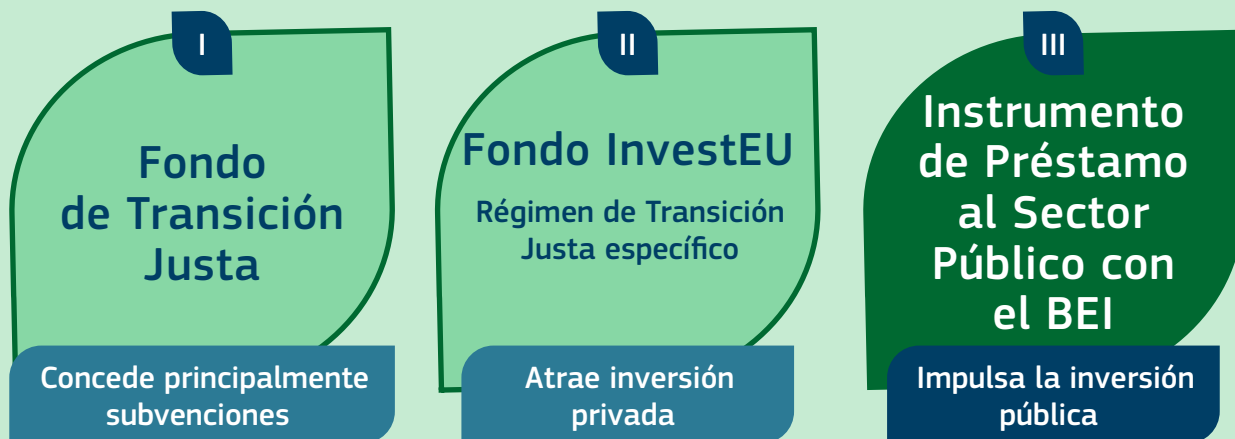 I
Fondo
de Transición
Justa
Concede principalmente
subvenciones
II
Fondo InvestEU
Régimen de Transición
Justa específico
Atrae inversión
privada
III
Instrumento
de Préstamo
al Sector
Público con
el BEI
Impulsa la inversión
pública